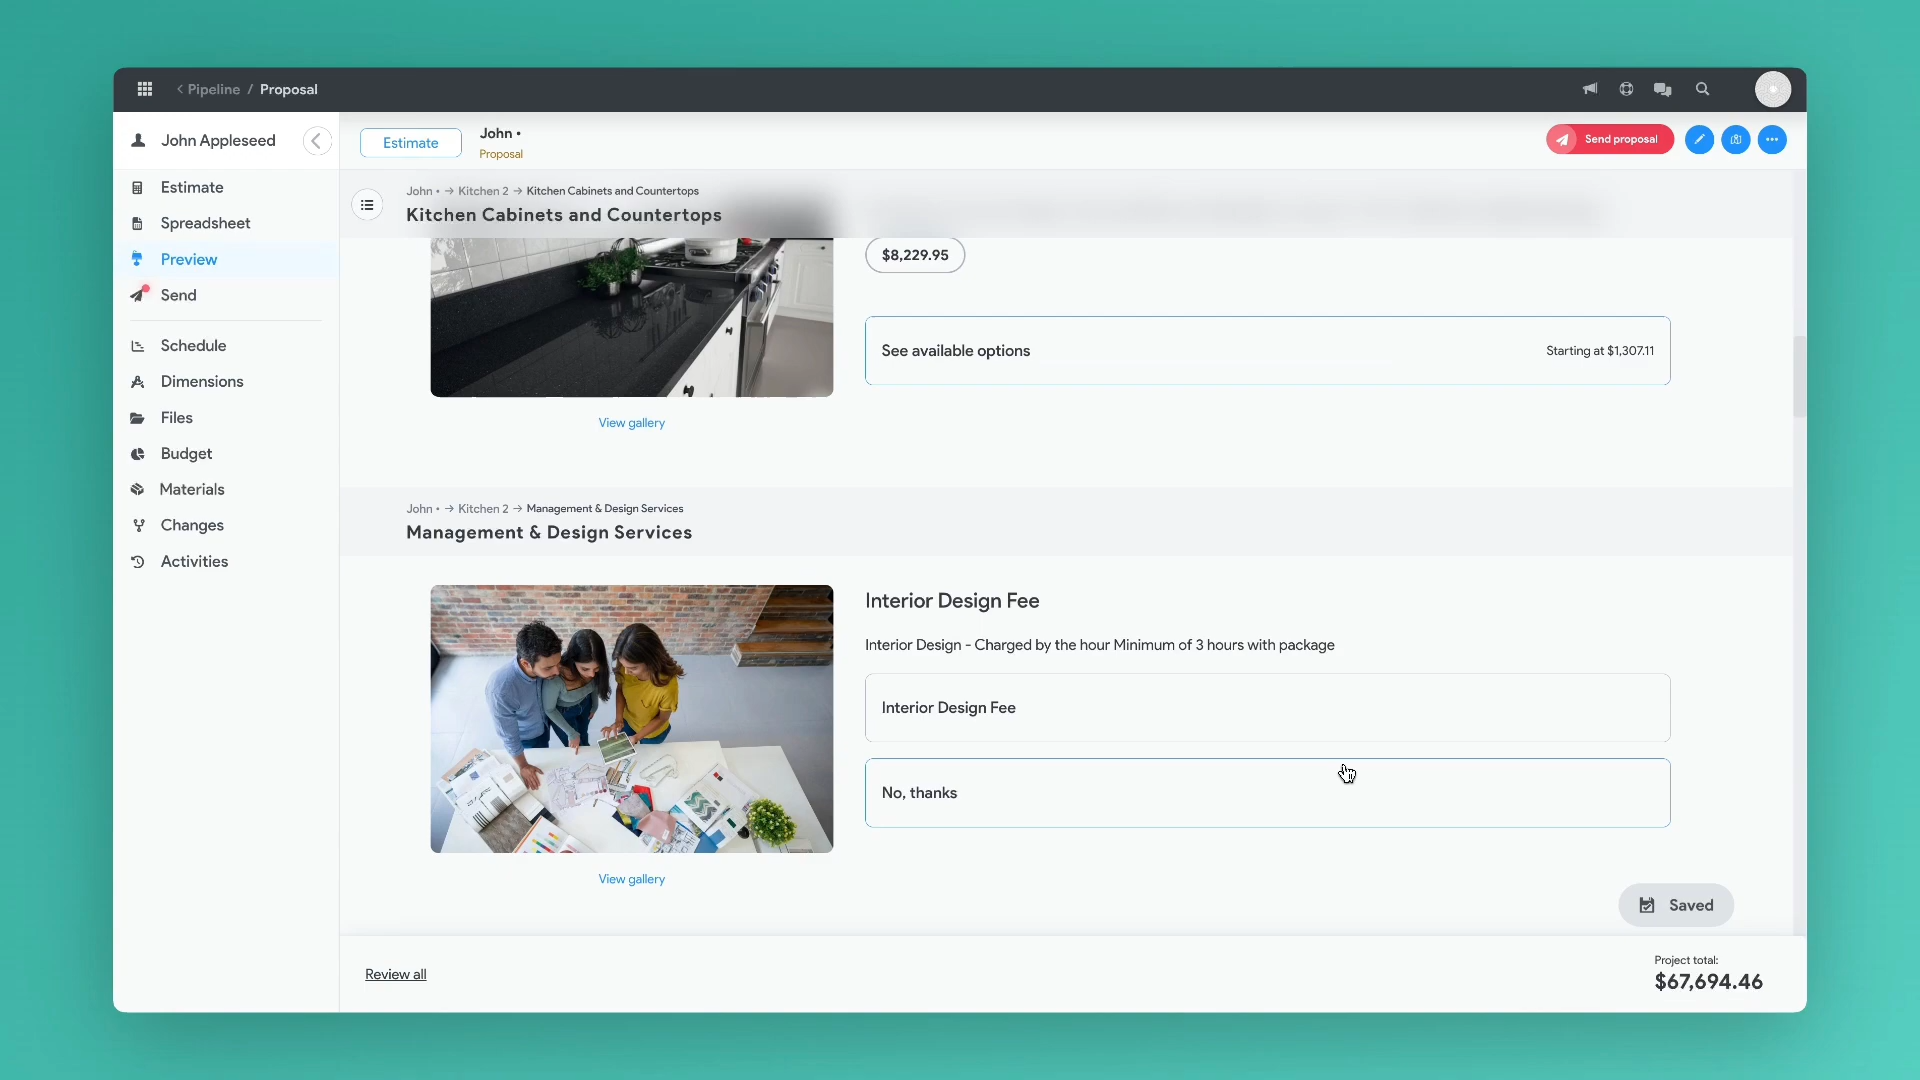 < Pipeline / Proposal
John Appleseed
Estimate
John •
Proposal
Send proposal
Estimate
Spreadsheet
Preview
Send
Schedule
Dimensions
Files
Budget
Materials
Changes
Activities
John • → Kitchen 2 → Kitchen Cabinets and Countertops
Kitchen Cabinets and Countertops
$8,229.95
See available options
Starting at $1,307.11
View gallery
John • → Kitchen 2 → Management & Design Services
Management & Design Services
Interior Design Fee
Interior Design - Charged by the hour Minimum of 3 hours with package
Interior Design Fee
No, thanks
View gallery
Saved
Review all
Project total:
$67,694.46